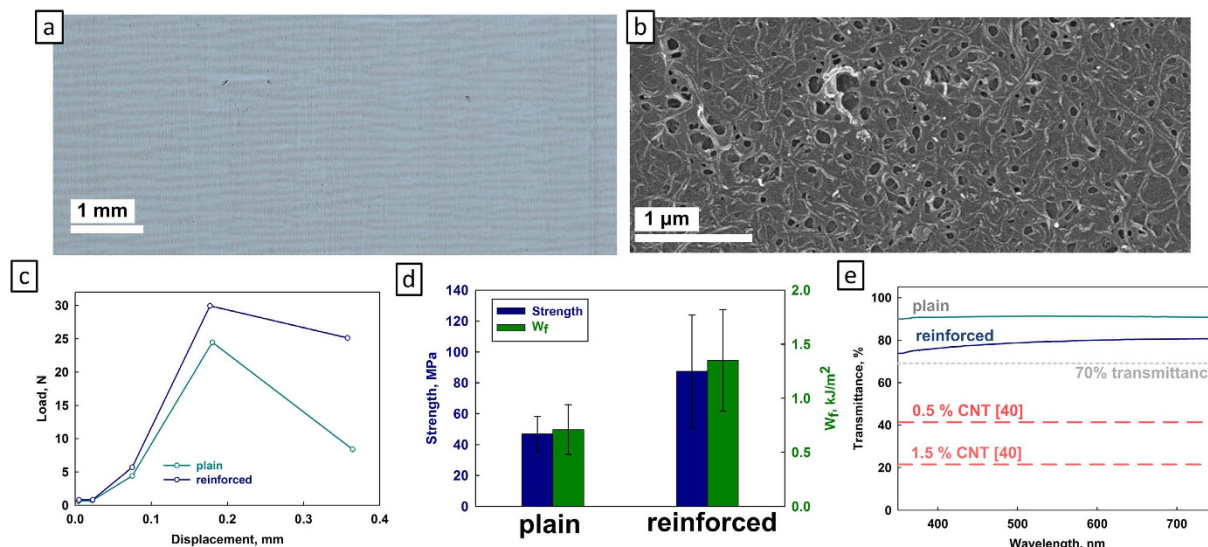 a
1 mm
b
1 µm
c
Load, N
30
25
20
15
10
5
0
plain
reinforced
0.0
0.1
0.2
0.3
0.4
Displacement, mm
d
Strength, MPa
140
120
100
80
60
40
20
0
Strength
Wf
2.0
1.5
1.0
0.5
0.0
Wf, kJ/m²
plain
reinforced
e
Transmittance, %
100
80
60
40
20
plain
reinforced
70% transmittance
0.5 % CNT [40]
1.5 % CNT [40]
400
500
600
700
Wavelength, nm